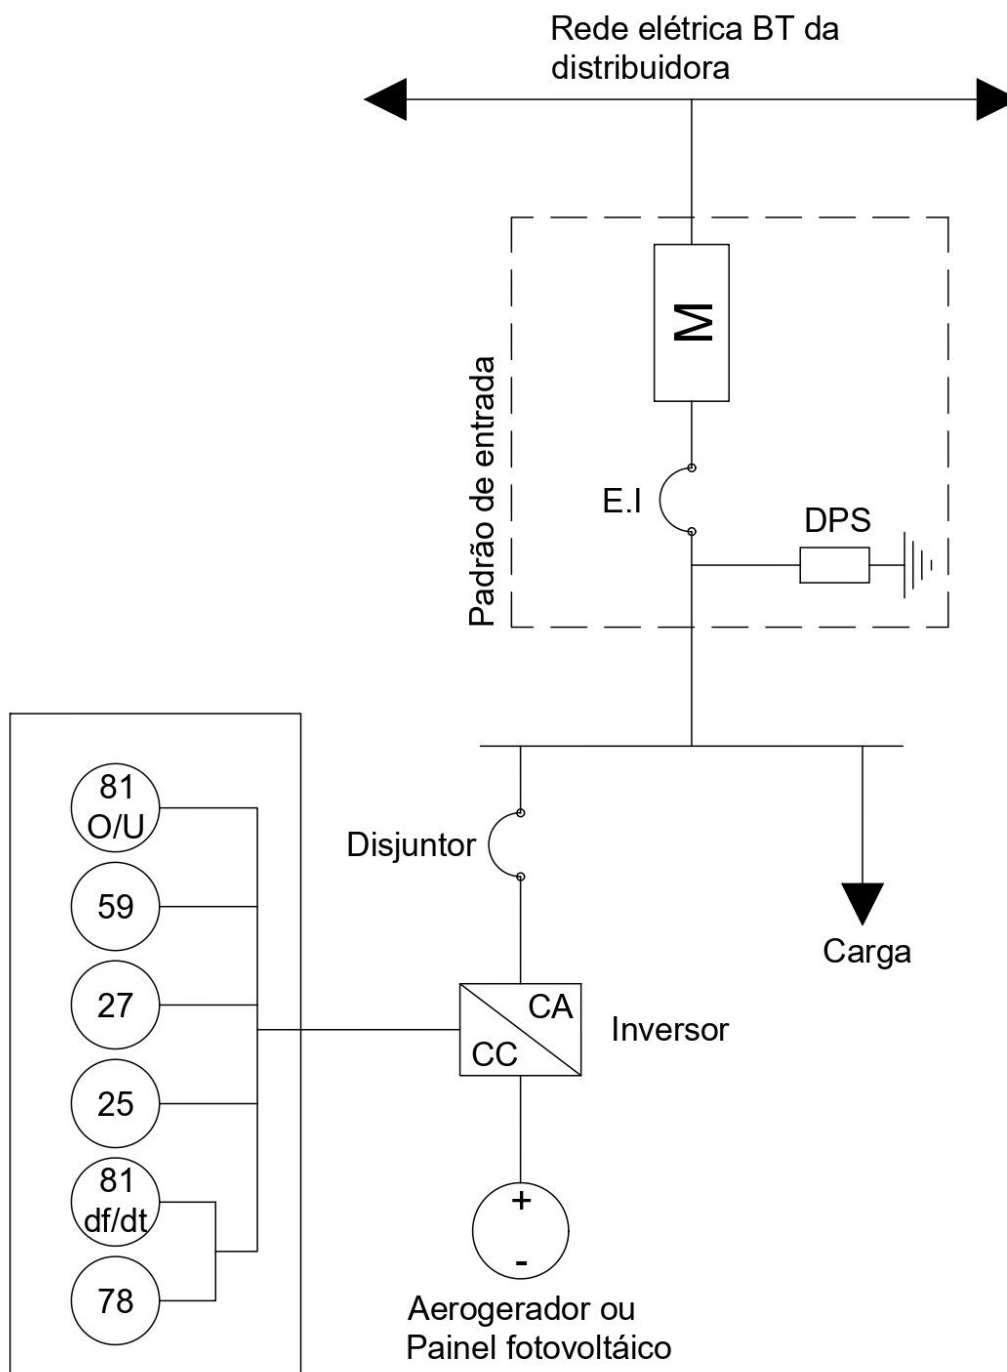 Rede elétrica BT da
distribuidora
Padrão de entrada
M
E.I
DPS
81
O/U
59
27
25
81
df/dt
78
Disjuntor
Carga
CA
CC
Inversor
+
-
Aerogerador ou
Painel fotovoltáico